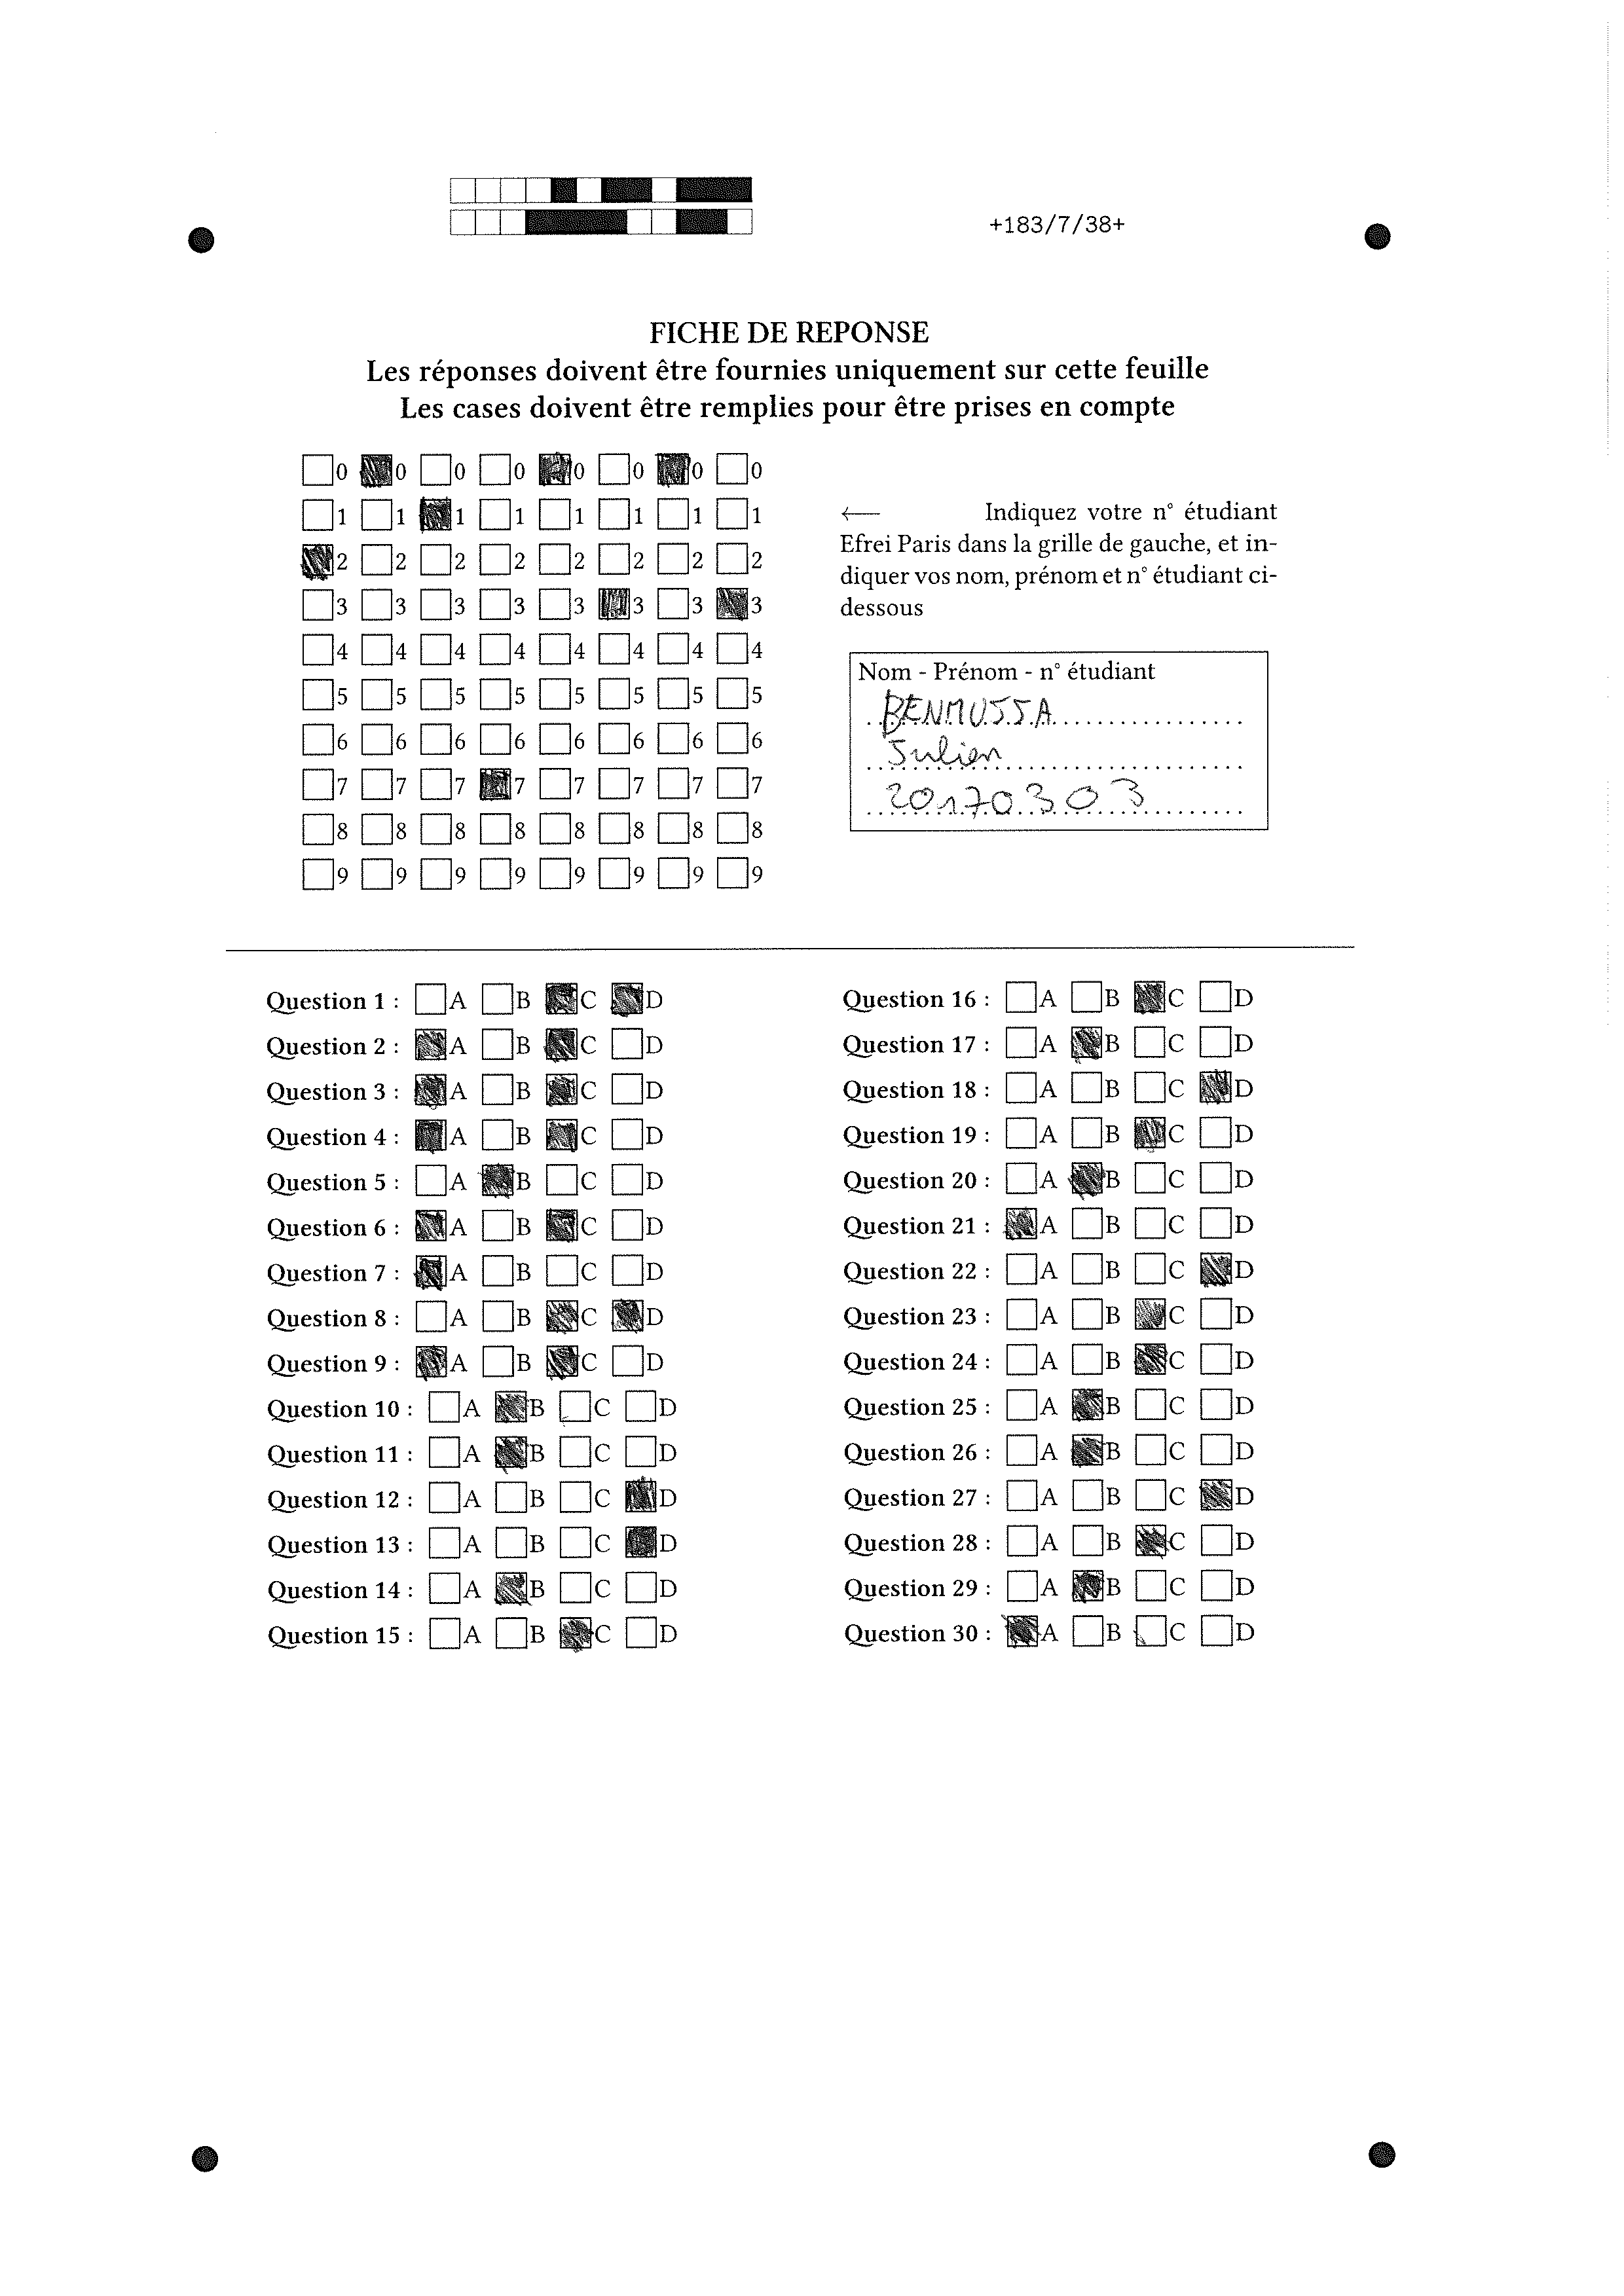 +183/7/38+
FICHE DE REPONSE
Les réponses doivent être fournies uniquement sur cette feuille
Les cases doivent être remplies pour être prises en compte
0 0 0 0 0 0 0 0
1 1 1 1 1 1 1 1
2 2 2 2 2 2 2 2
3 3 3 3 3 3 3 3
4 4 4 4 4 4 4 4
5 5 5 5 5 5 5 5
6 6 6 6 6 6 6 6
7 7 7 7 7 7 7 7
8 8 8 8 8 8 8 8
9 9 9 9 9 9 9 9
← Indiquez votre n° étudiant
Efrei Paris dans la grille de gauche, et in-
diquer vos nom, prénom et n° étudiant ci-
dessous
Nom - Prénom - n° étudiant
BENMUSSA
Julien
20170303
Question 1 : A B C D
Question 2 : A B C D
Question 3 : A B C D
Question 4 : A B C D
Question 5 : A B C D
Question 6 : A B C D
Question 7 : A B C D
Question 8 : A B C D
Question 9 : A B C D
Question 10 : A B C D
Question 11 : A B C D
Question 12 : A B C D
Question 13 : A B C D
Question 14 : A B C D
Question 15 : A B C D
Question 16 : A B C D
Question 17 : A B C D
Question 18 : A B C D
Question 19 : A B C D
Question 20 : A B C D
Question 21 : A B C D
Question 22 : A B C D
Question 23 : A B C D
Question 24 : A B C D
Question 25 : A B C D
Question 26 : A B C D
Question 27 : A B C D
Question 28 : A B C D
Question 29 : A B C D
Question 30 : A B C D